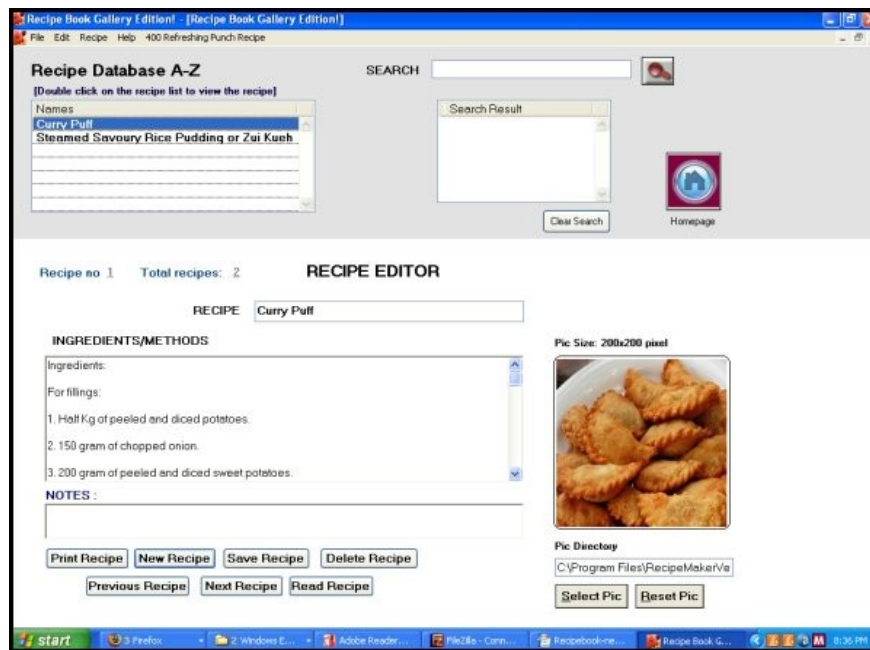 Recipe Book Gallery Edition! - [Recipe Book Gallery Edition!]
File Edit Recipe Help 400 Refreshing Punch Recipe
Recipe Database A-Z
SEARCH
[Double click on the recipe list to view the recipe]
Names
Search Result
Curry Puff
Steamed Savoury Rice Pudding or Zui Kueh
Clear Search
Homepage
Recipe no 1 Total recipes: 2
RECIPE EDITOR
RECIPE Curry Puff
INGREDIENTS/METHODS
Pic Size: 200x200 pixel
Ingredients:
For fillings:
1. Half Kg of peeled and diced potatoes.
2. 150 gram of chopped onion.
3. 200 gram of peeled and diced sweet potatoes.
NOTES :
Print Recipe New Recipe Save Recipe Delete Recipe
Previous Recipe Next Recipe Read Recipe
Pic Directory
C:\Program Files\RecipeMakerVe
Select Pic Reset Pic
start 3 Firefox 2 Windows E... Adobe Reader... FileZilla - Conn... Recipebook-ne... Recipe Book G... 8:36 PM